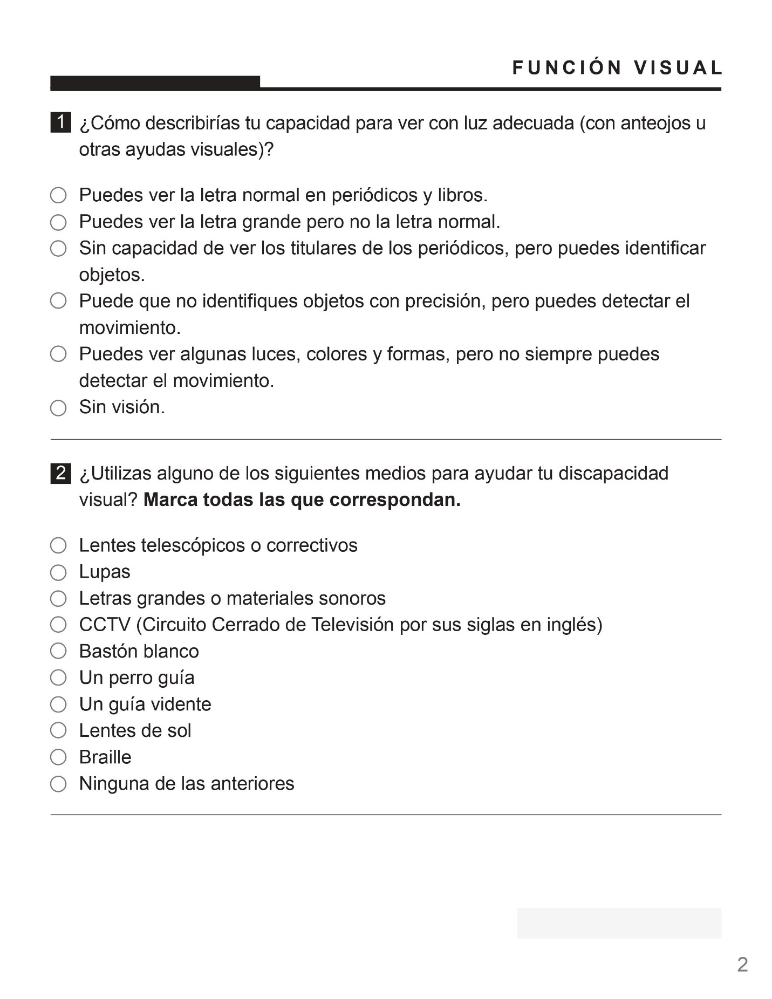 FUNCIÓN VISUAL
1 ¿Cómo describirías tu capacidad para ver con luz adecuada (con anteojos u
otras ayudas visuales)?
Puedes ver la letra normal en periódicos y libros.
Puedes ver la letra grande pero no la letra normal.
Sin capacidad de ver los titulares de los periódicos, pero puedes identificar
objetos.
Puede que no identifiques objetos con precisión, pero puedes detectar el
movimiento.
Puedes ver algunas luces, colores y formas, pero no siempre puedes
detectar el movimiento.
Sin visión.
2 ¿Utilizas alguno de los siguientes medios para ayudar tu discapacidad
visual? Marca todas las que correspondan.
Lentes telescópicos o correctivos
Lupas
Letras grandes o materiales sonoros
CCTV (Circuito Cerrado de Televisión por sus siglas en inglés)
Bastón blanco
Un perro guía
Un guía vidente
Lentes de sol
Braille
Ninguna de las anteriores
2